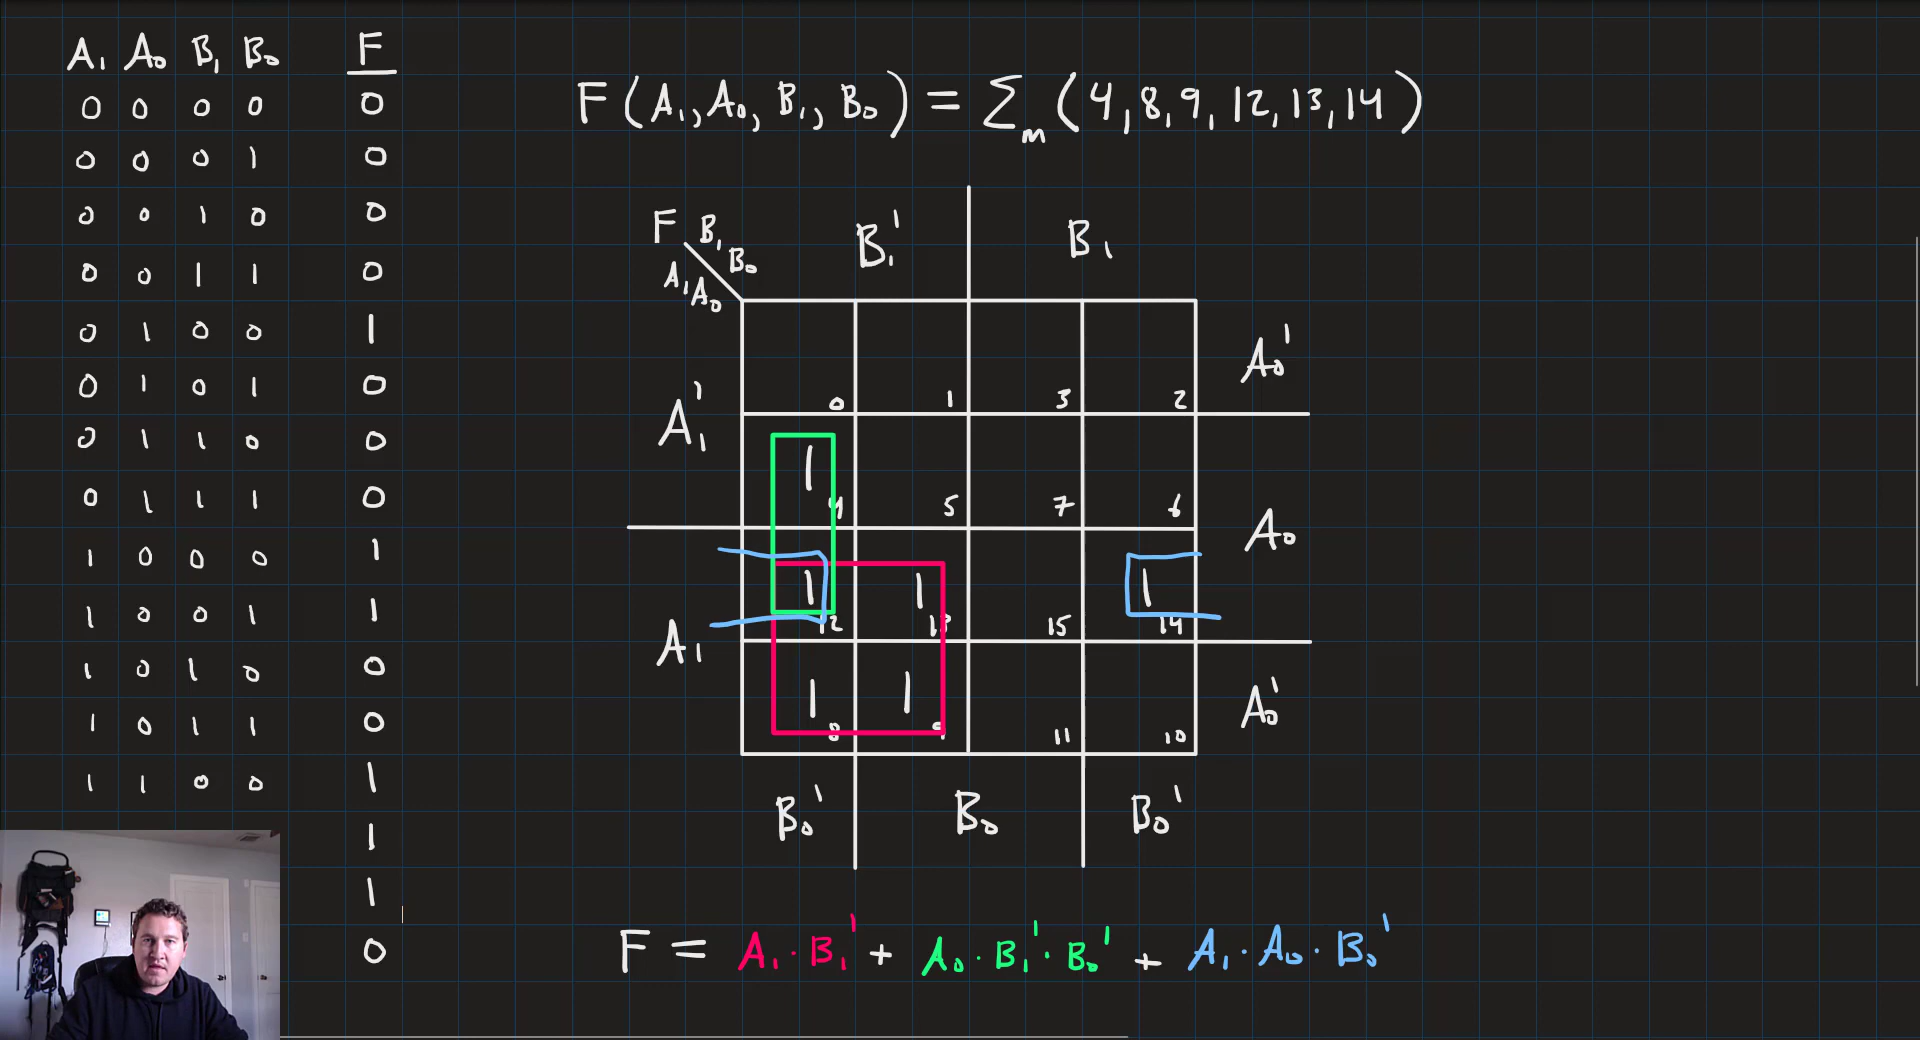 A₁ A₀ B₁ B₀ F
0 0 0 0 0
0 0 0 1 0
0 0 1 0 0
0 0 1 1 0
0 1 0 0 1
0 1 0 1 0
0 1 1 0 0
0 1 1 1 0
1 0 0 0 1
1 0 0 1 1
1 0 1 0 0
1 0 1 1 0
1 1 0 0 1
1
1
0
F(A₁,A₀,B₁,B₀) = Σm(4,8,9,12,13,14)
F B₁B₀
A₁A₀
B₁' B₁
A₀'
0 1 3 2
A₁'
1
4 5 7 6
A₀
1 1 1
12 13 15 14
A₁
1 1
A₀'
8 9 11 10
B₀' B₀ B₀'
F = A₁·B₁' + A₀·B₁'·B₀' + A₁·A₀·B₀'